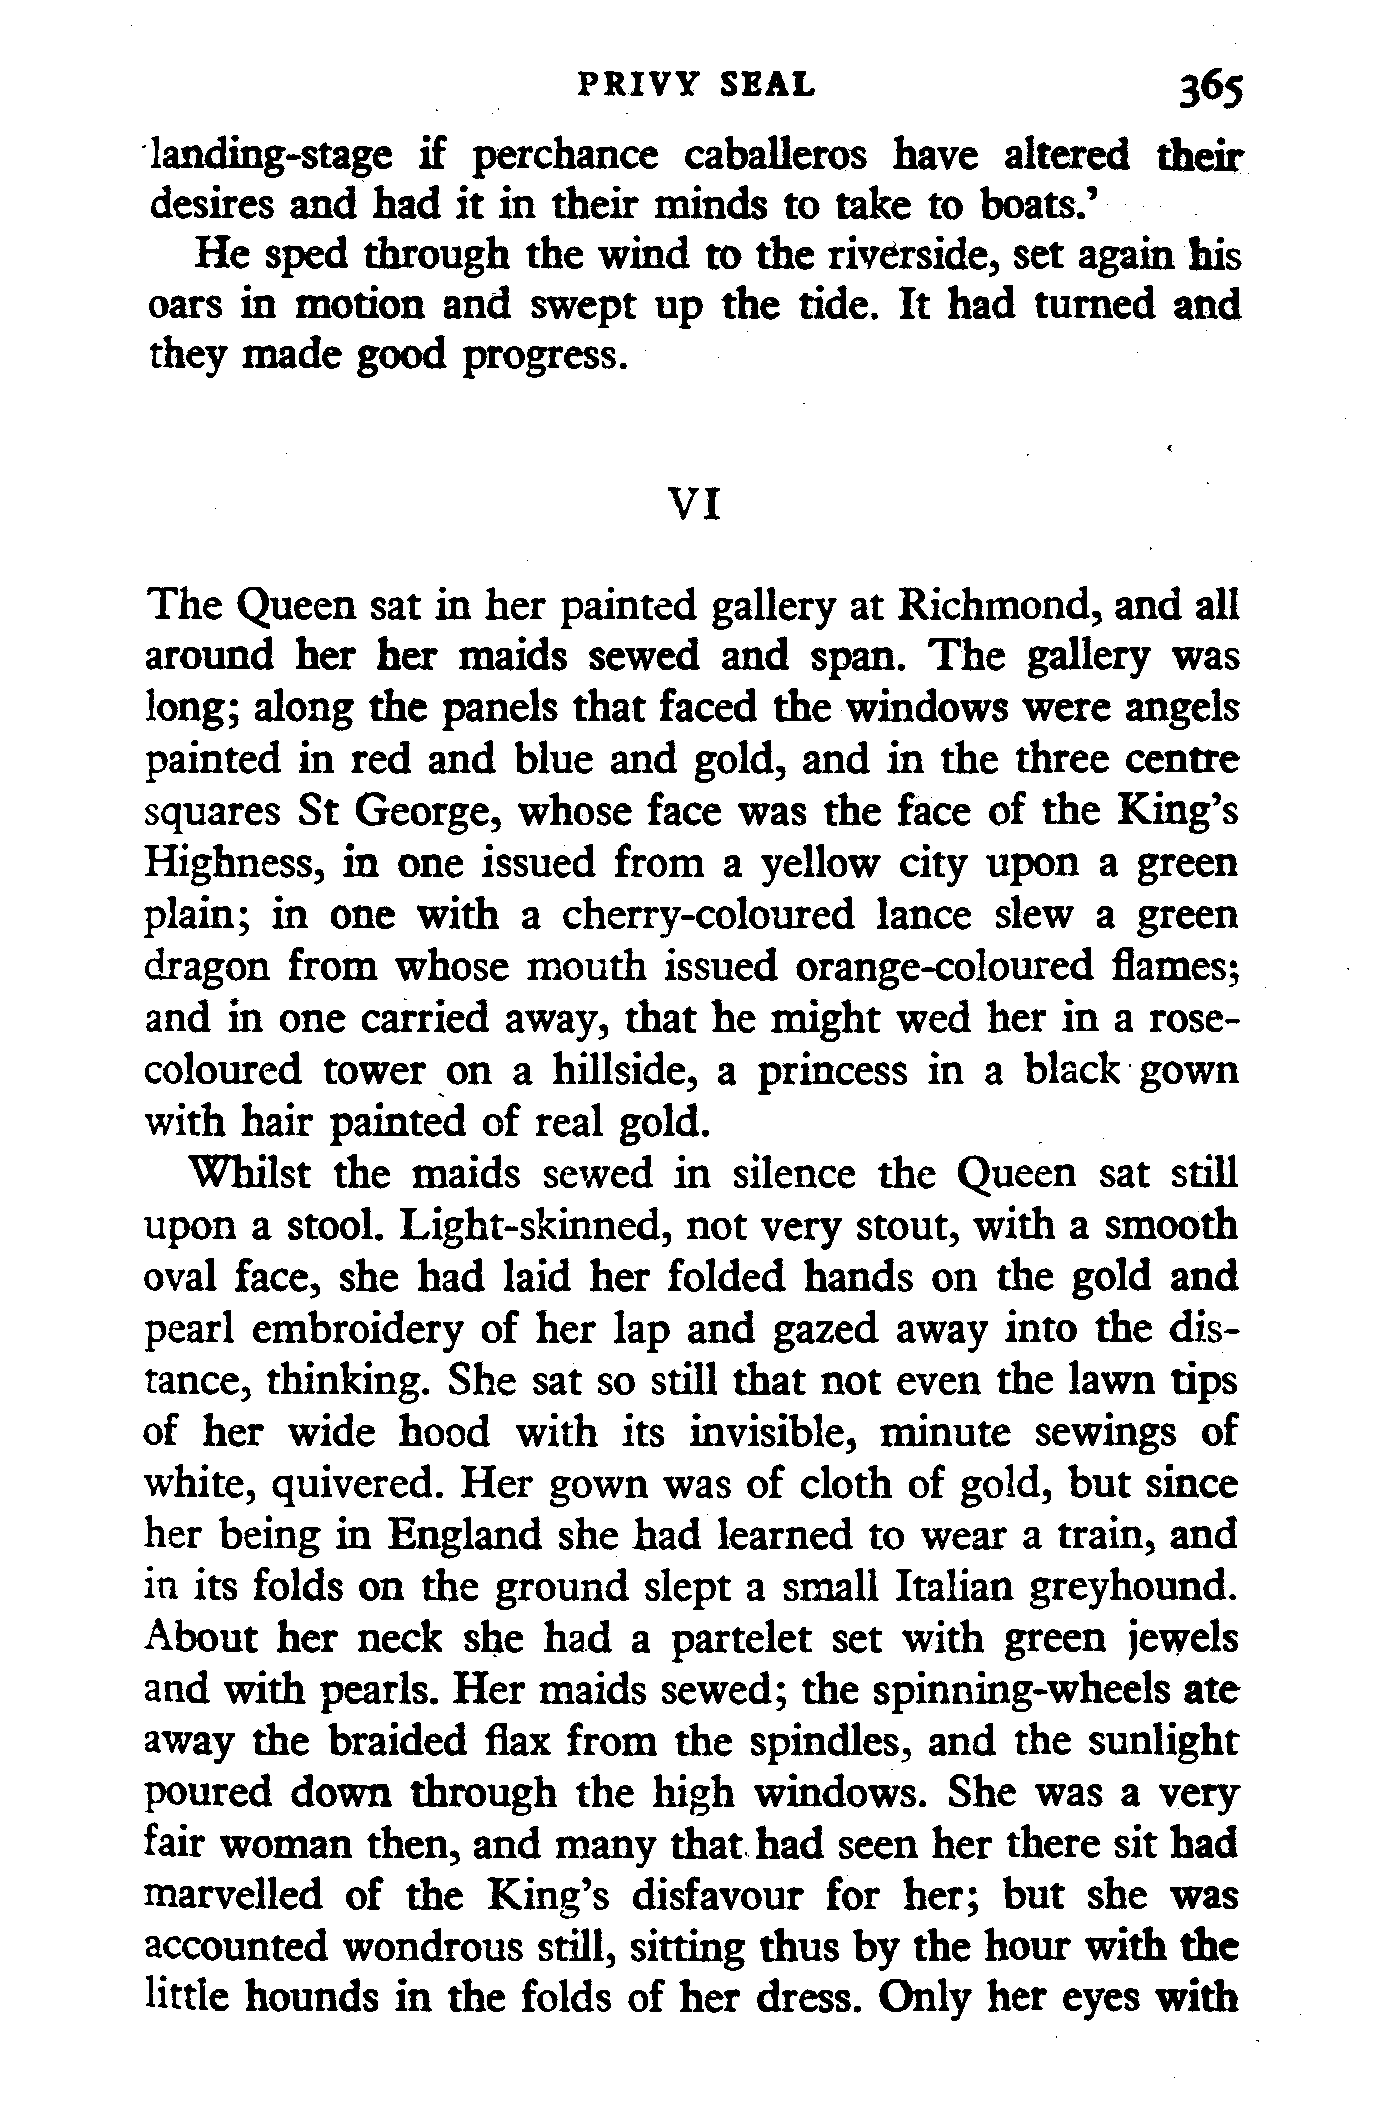 PRIVY SEAL 365
landing-stage if perchance caballeros have altered their
desires and had it in their minds to take to boats.’
He sped through the wind to the riverside, set again his
oars in motion and swept up the tide. It had turned and
they made good progress.
VI
The Queen sat in her painted gallery at Richmond, and all
around her her maids sewed and span. The gallery was
long; along the panels that faced the windows were angels
painted in red and blue and gold, and in the three centre
squares St George, whose face was the face of the King’s
Highness, in one issued from a yellow city upon a green
plain; in one with a cherry-coloured lance slew a green
dragon from whose mouth issued orange-coloured flames;
and in one carried away, that he might wed her in a rose-
coloured tower on a hillside, a princess in a black gown
with hair painted of real gold.
Whilst the maids sewed in silence the Queen sat still
upon a stool. Light-skinned, not very stout, with a smooth
oval face, she had laid her folded hands on the gold and
pearl embroidery of her lap and gazed away into the dis-
tance, thinking. She sat so still that not even the lawn tips
of her wide hood with its invisible, minute sewings of
white, quivered. Her gown was of cloth of gold, but since
her being in England she had learned to wear a train, and
in its folds on the ground slept a small Italian greyhound.
About her neck she had a partelet set with green jewels
and with pearls. Her maids sewed; the spinning-wheels ate
away the braided flax from the spindles, and the sunlight
poured down through the high windows. She was a very
fair woman then, and many that had seen her there sit had
marvelled of the King’s disfavour for her; but she was
accounted wondrous still, sitting thus by the hour with the
little hounds in the folds of her dress. Only her eyes with